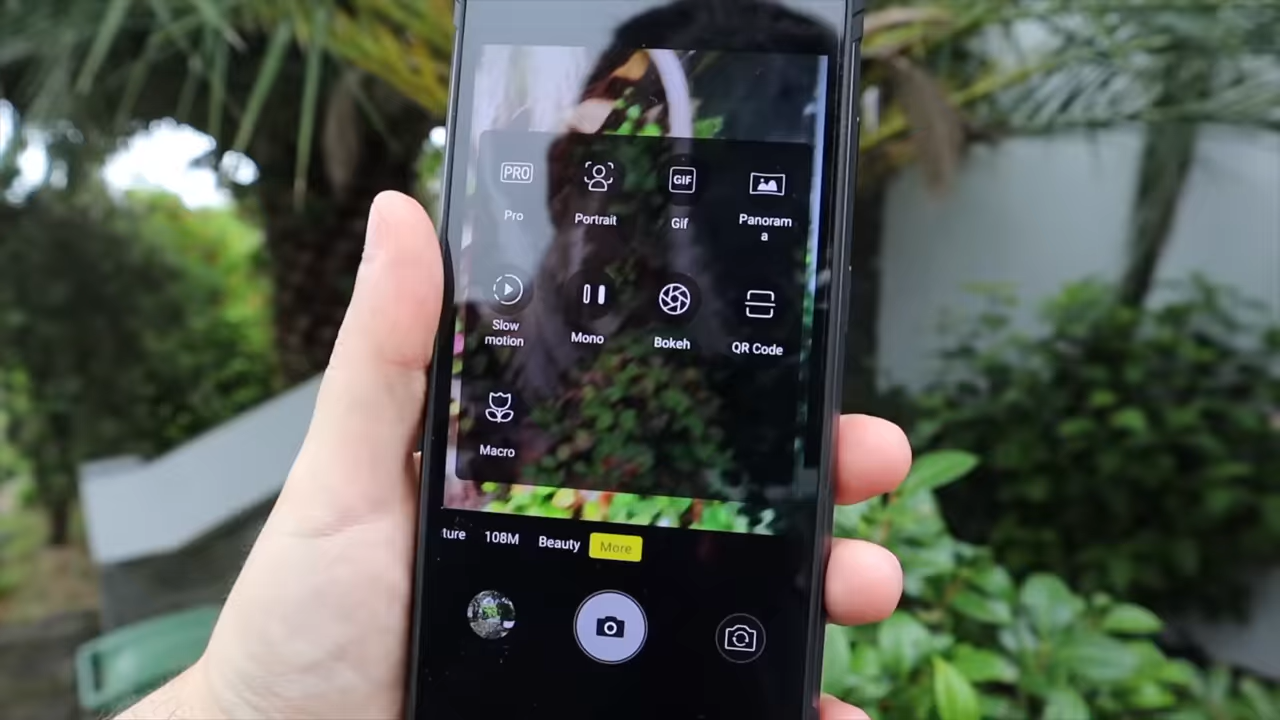 PRO
GIF
Pro
Portrait
Gif
Panoram
a
Slow
motion
Mono
Bokeh
QR Code
Macro
ture
108M
Beauty
More